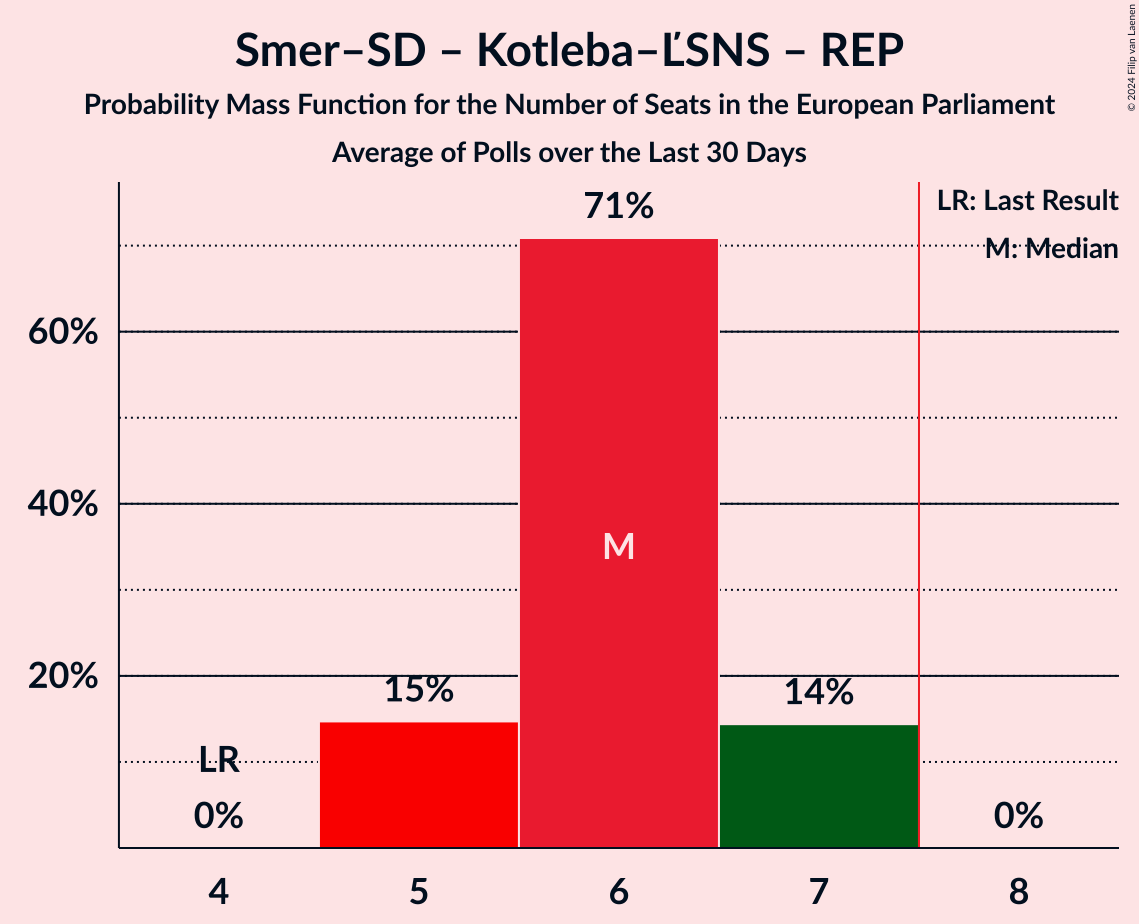 Smer–SD – Kotleba–ĽSNS – REP
Probability Mass Function for the Number of Seats in the European Parliament
Average of Polls over the Last 30 Days
© 2024 Filip van Laenen
LR: Last Result
M: Median
71%
60%
40%
20%
M
15%
14%
LR
0%
0%
4 5 6 7 8